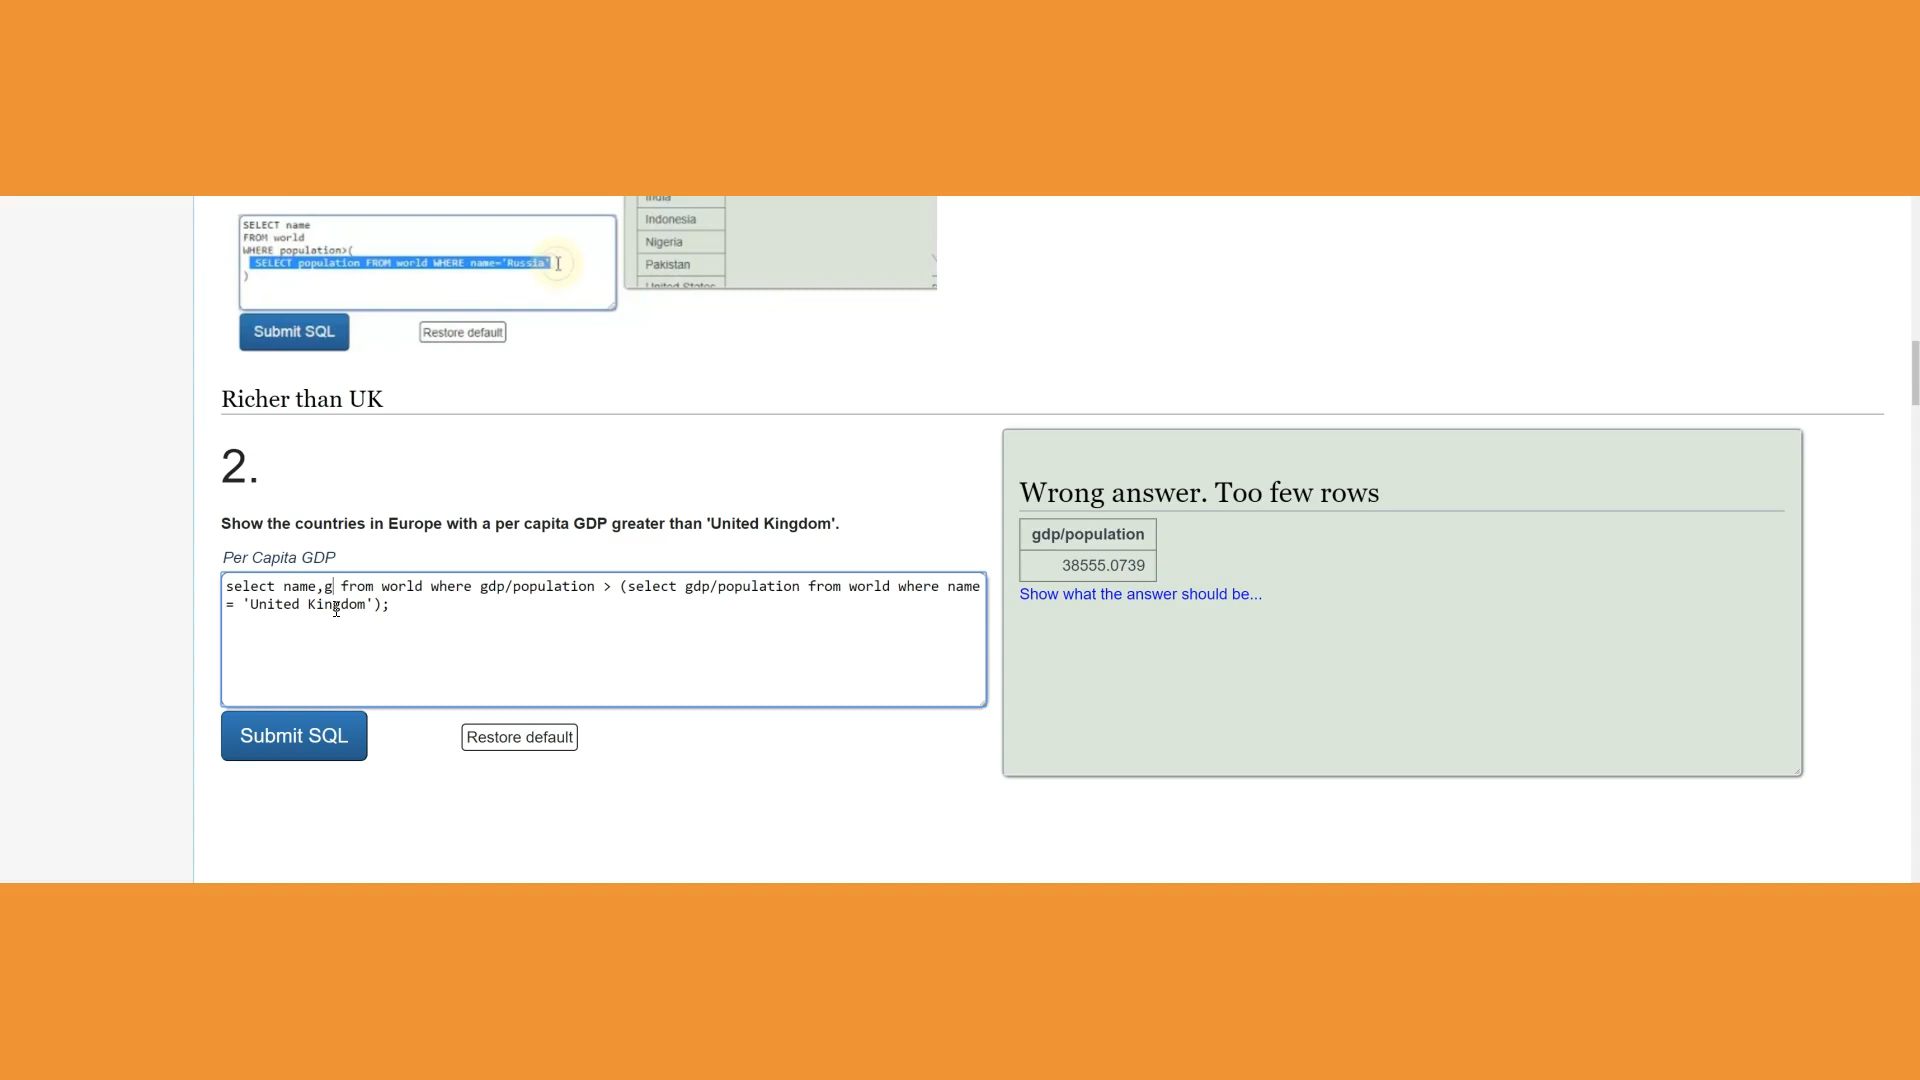 India
SELECT name
FROM world
WHERE population>(
SELECT population FROM world WHERE name='Russia'
)
Indonesia
Nigeria
Pakistan
United States
Submit SQL
Restore default
Richer than UK
2.
Show the countries in Europe with a per capita GDP greater than 'United Kingdom'.
Per Capita GDP
select name,g from world where gdp/population > (select gdp/population from world where name
= 'United Kingdom');
Submit SQL
Restore default
Wrong answer. Too few rows
gdp/population
38555.0739
Show what the answer should be...